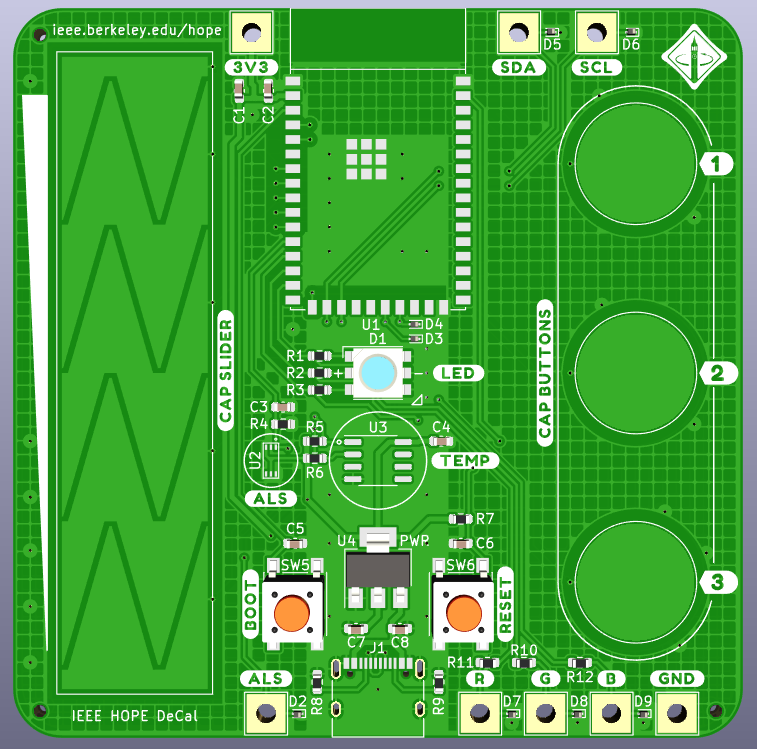 ieee.berkeley.edu/hope
3V3
SDA
D5
SCL
D6
C1
C2
1
U1
D4
D1
D3
R1
R2
+
-
LED
R3
CAP SLIDER
CAP BUTTONS
2
C3
R4
R5
U3
C4
U2
R6
TEMP
ALS
R7
C5
U4
PWR
C6
SW5
SW6
BOOT
RESET
3
C7
C8
J1
R11
R10
R12
ALS
R
G
B
GND
D2
R8
R9
D7
D8
D9
IEEE HOPE DeCal